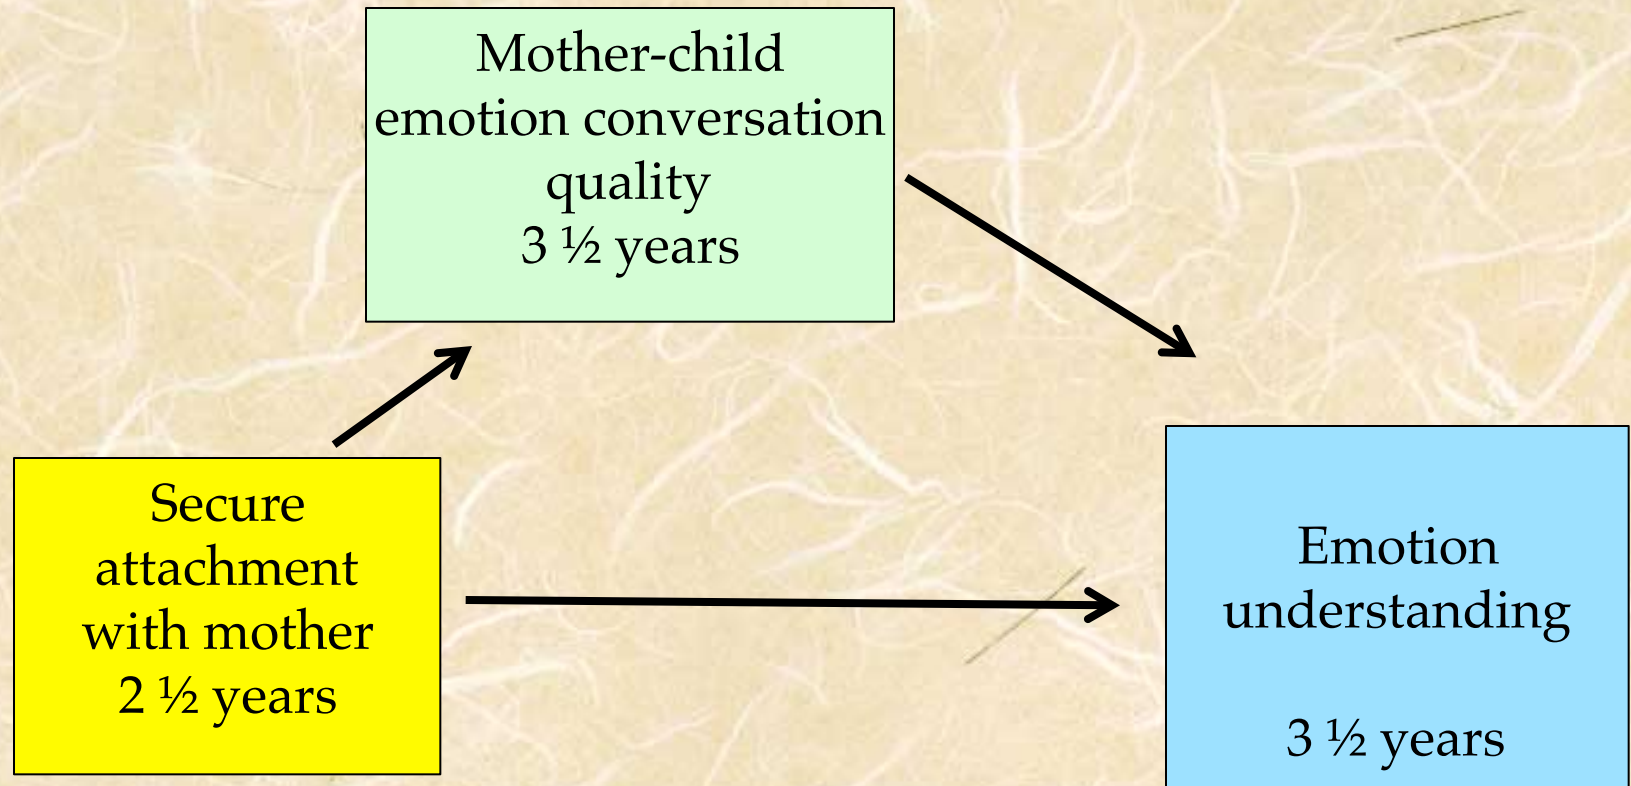 Mother-child
emotion conversation
quality
3 ½ years
Secure
attachment
with mother
2 ½ years
Emotion
understanding
3 ½ years